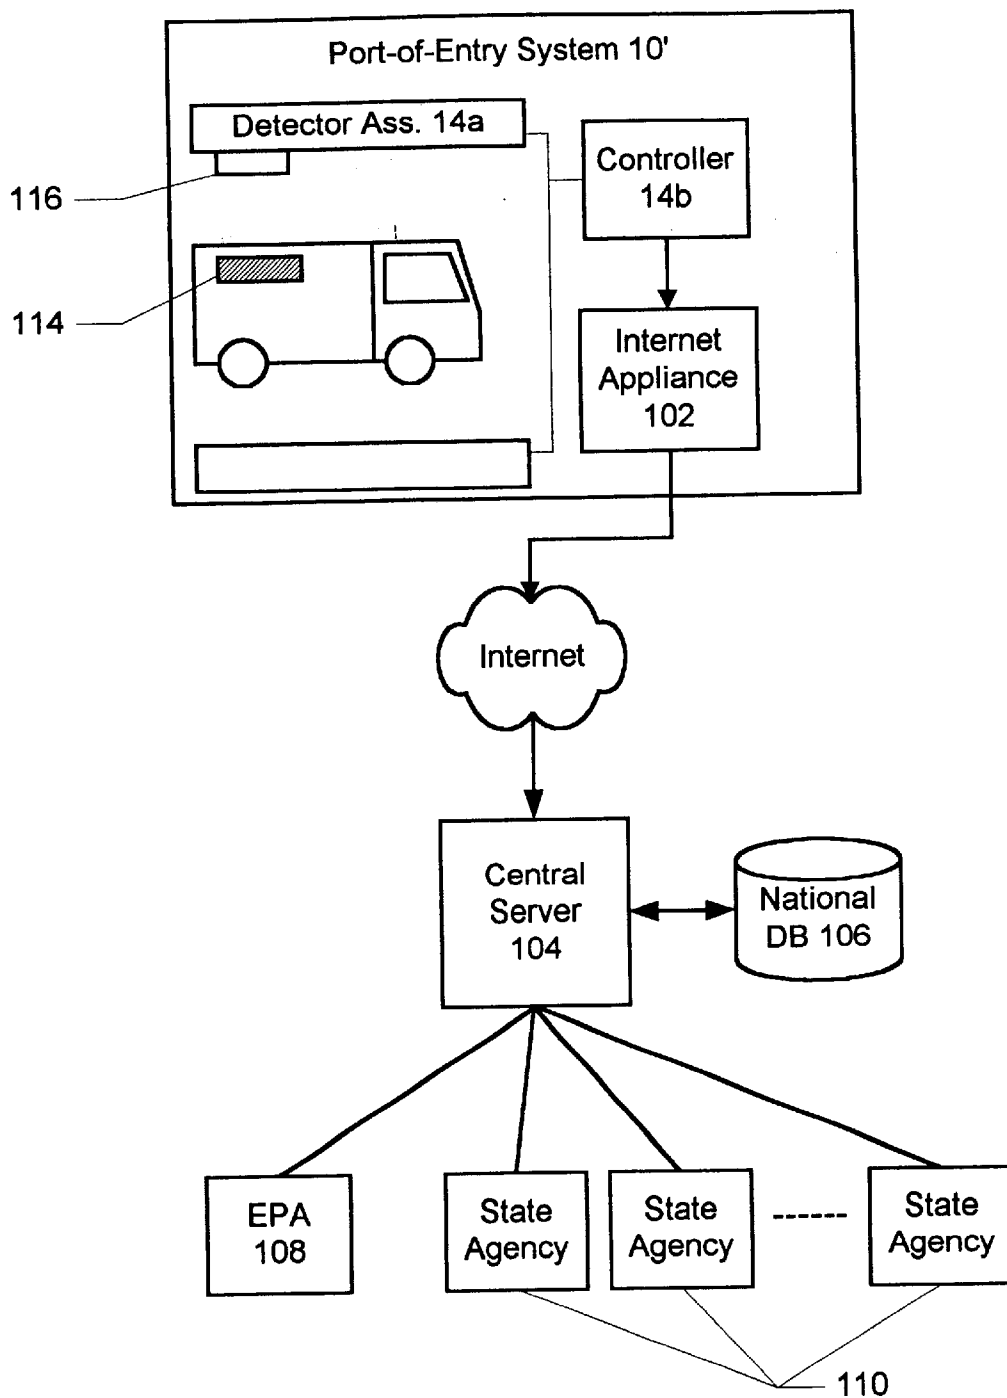 Port-of-Entry System 10'
Detector Ass. 14a
Controller
14b
116
114
Internet
Appliance
102
Internet
Central
Server
104
National
DB 106
EPA
108
State
Agency
State
Agency
State
Agency
110